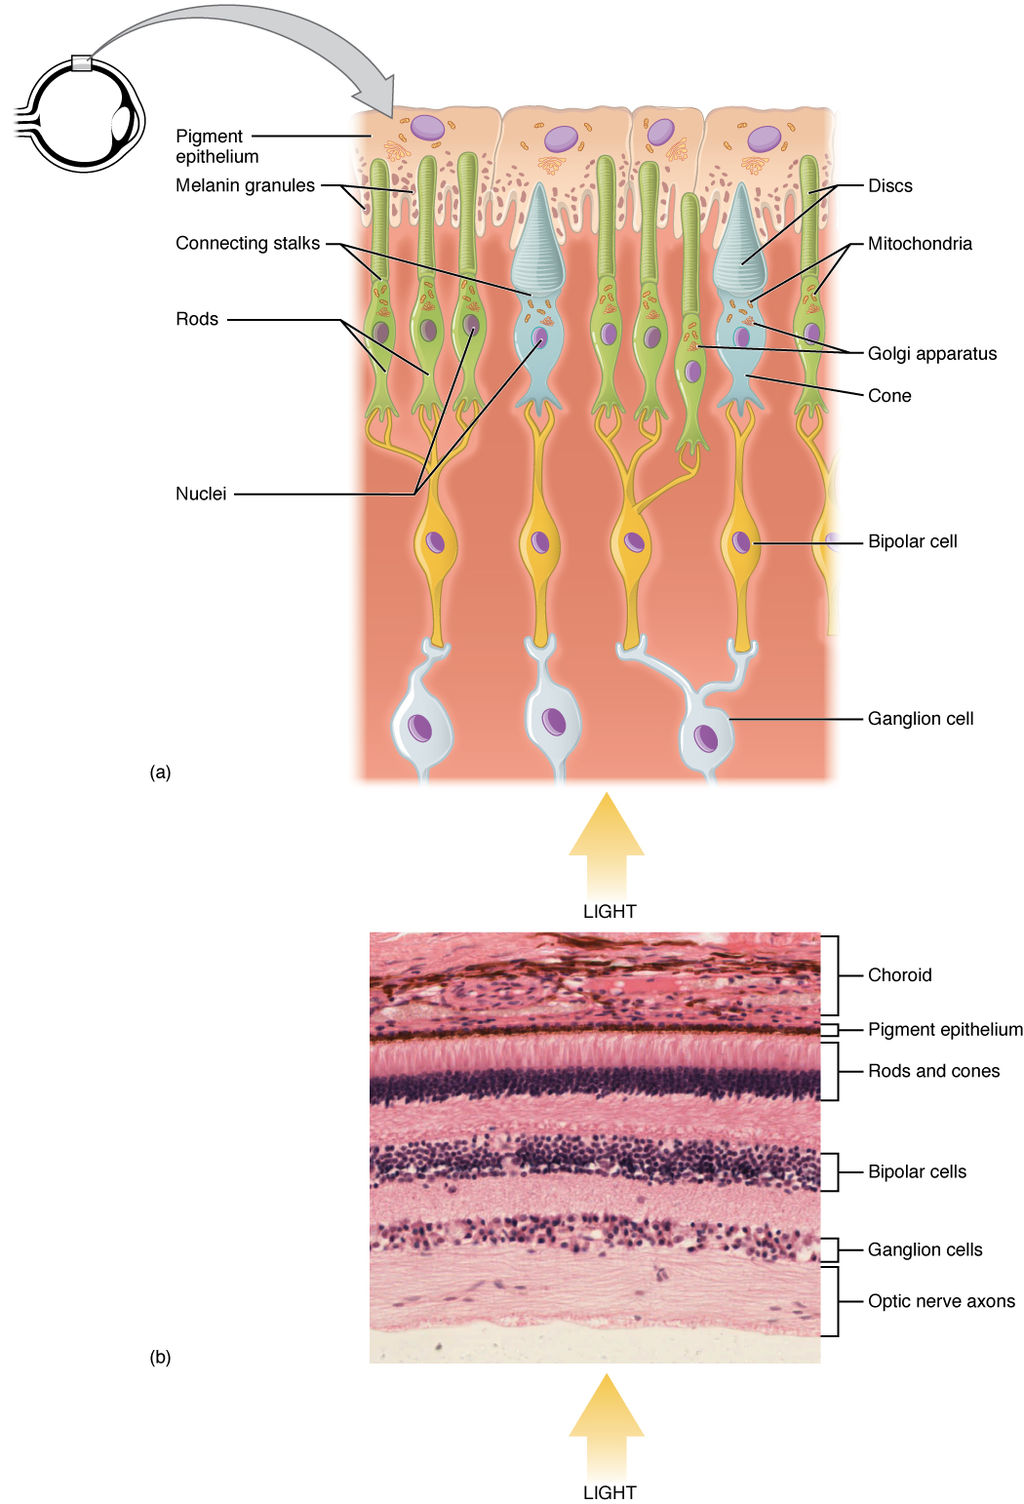 Pigment
epithelium
Melanin granules
Connecting stalks
Rods
Nuclei
Discs
Mitochondria
Golgi apparatus
Cone
Bipolar cell
Ganglion cell
(a)
LIGHT
Choroid
Pigment epithelium
Rods and cones
Bipolar cells
Ganglion cells
Optic nerve axons
(b)
LIGHT